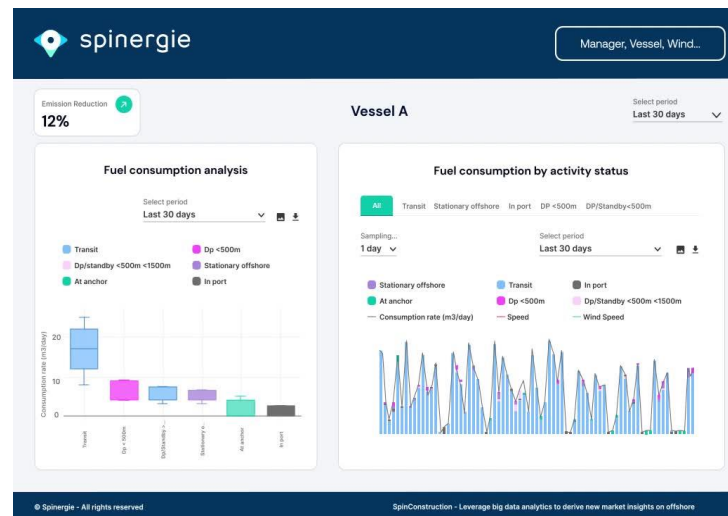 spinergie
Manager, Vessel, Wind...
Emission Reduction
12%
Vessel A
Select period
Last 30 days
Fuel consumption analysis
Select period
Last 30 days
Transit
Dp <500m
Dp/standby <500m <1500m
Stationary offshore
At anchor
In port
Consumption rate (m3/day)
20
10
0
Transit
Dp < 500m
Dp/Standby >...
Stationary o...
At anchor
In port
Fuel consumption by activity status
All Transit Stationary offshore In port DP <500m DP/Standby<500m
Sampling...
1 day
Select period
Last 30 days
Stationary offshore Transit In port
At anchor Dp <500m Dp/Standby <500m <1500m
Consumption rate (m3/day) Speed Wind Speed
© Spinergie - All rights reserved
SpinConstruction - Leverage big data analytics to derive new market insights on offshore